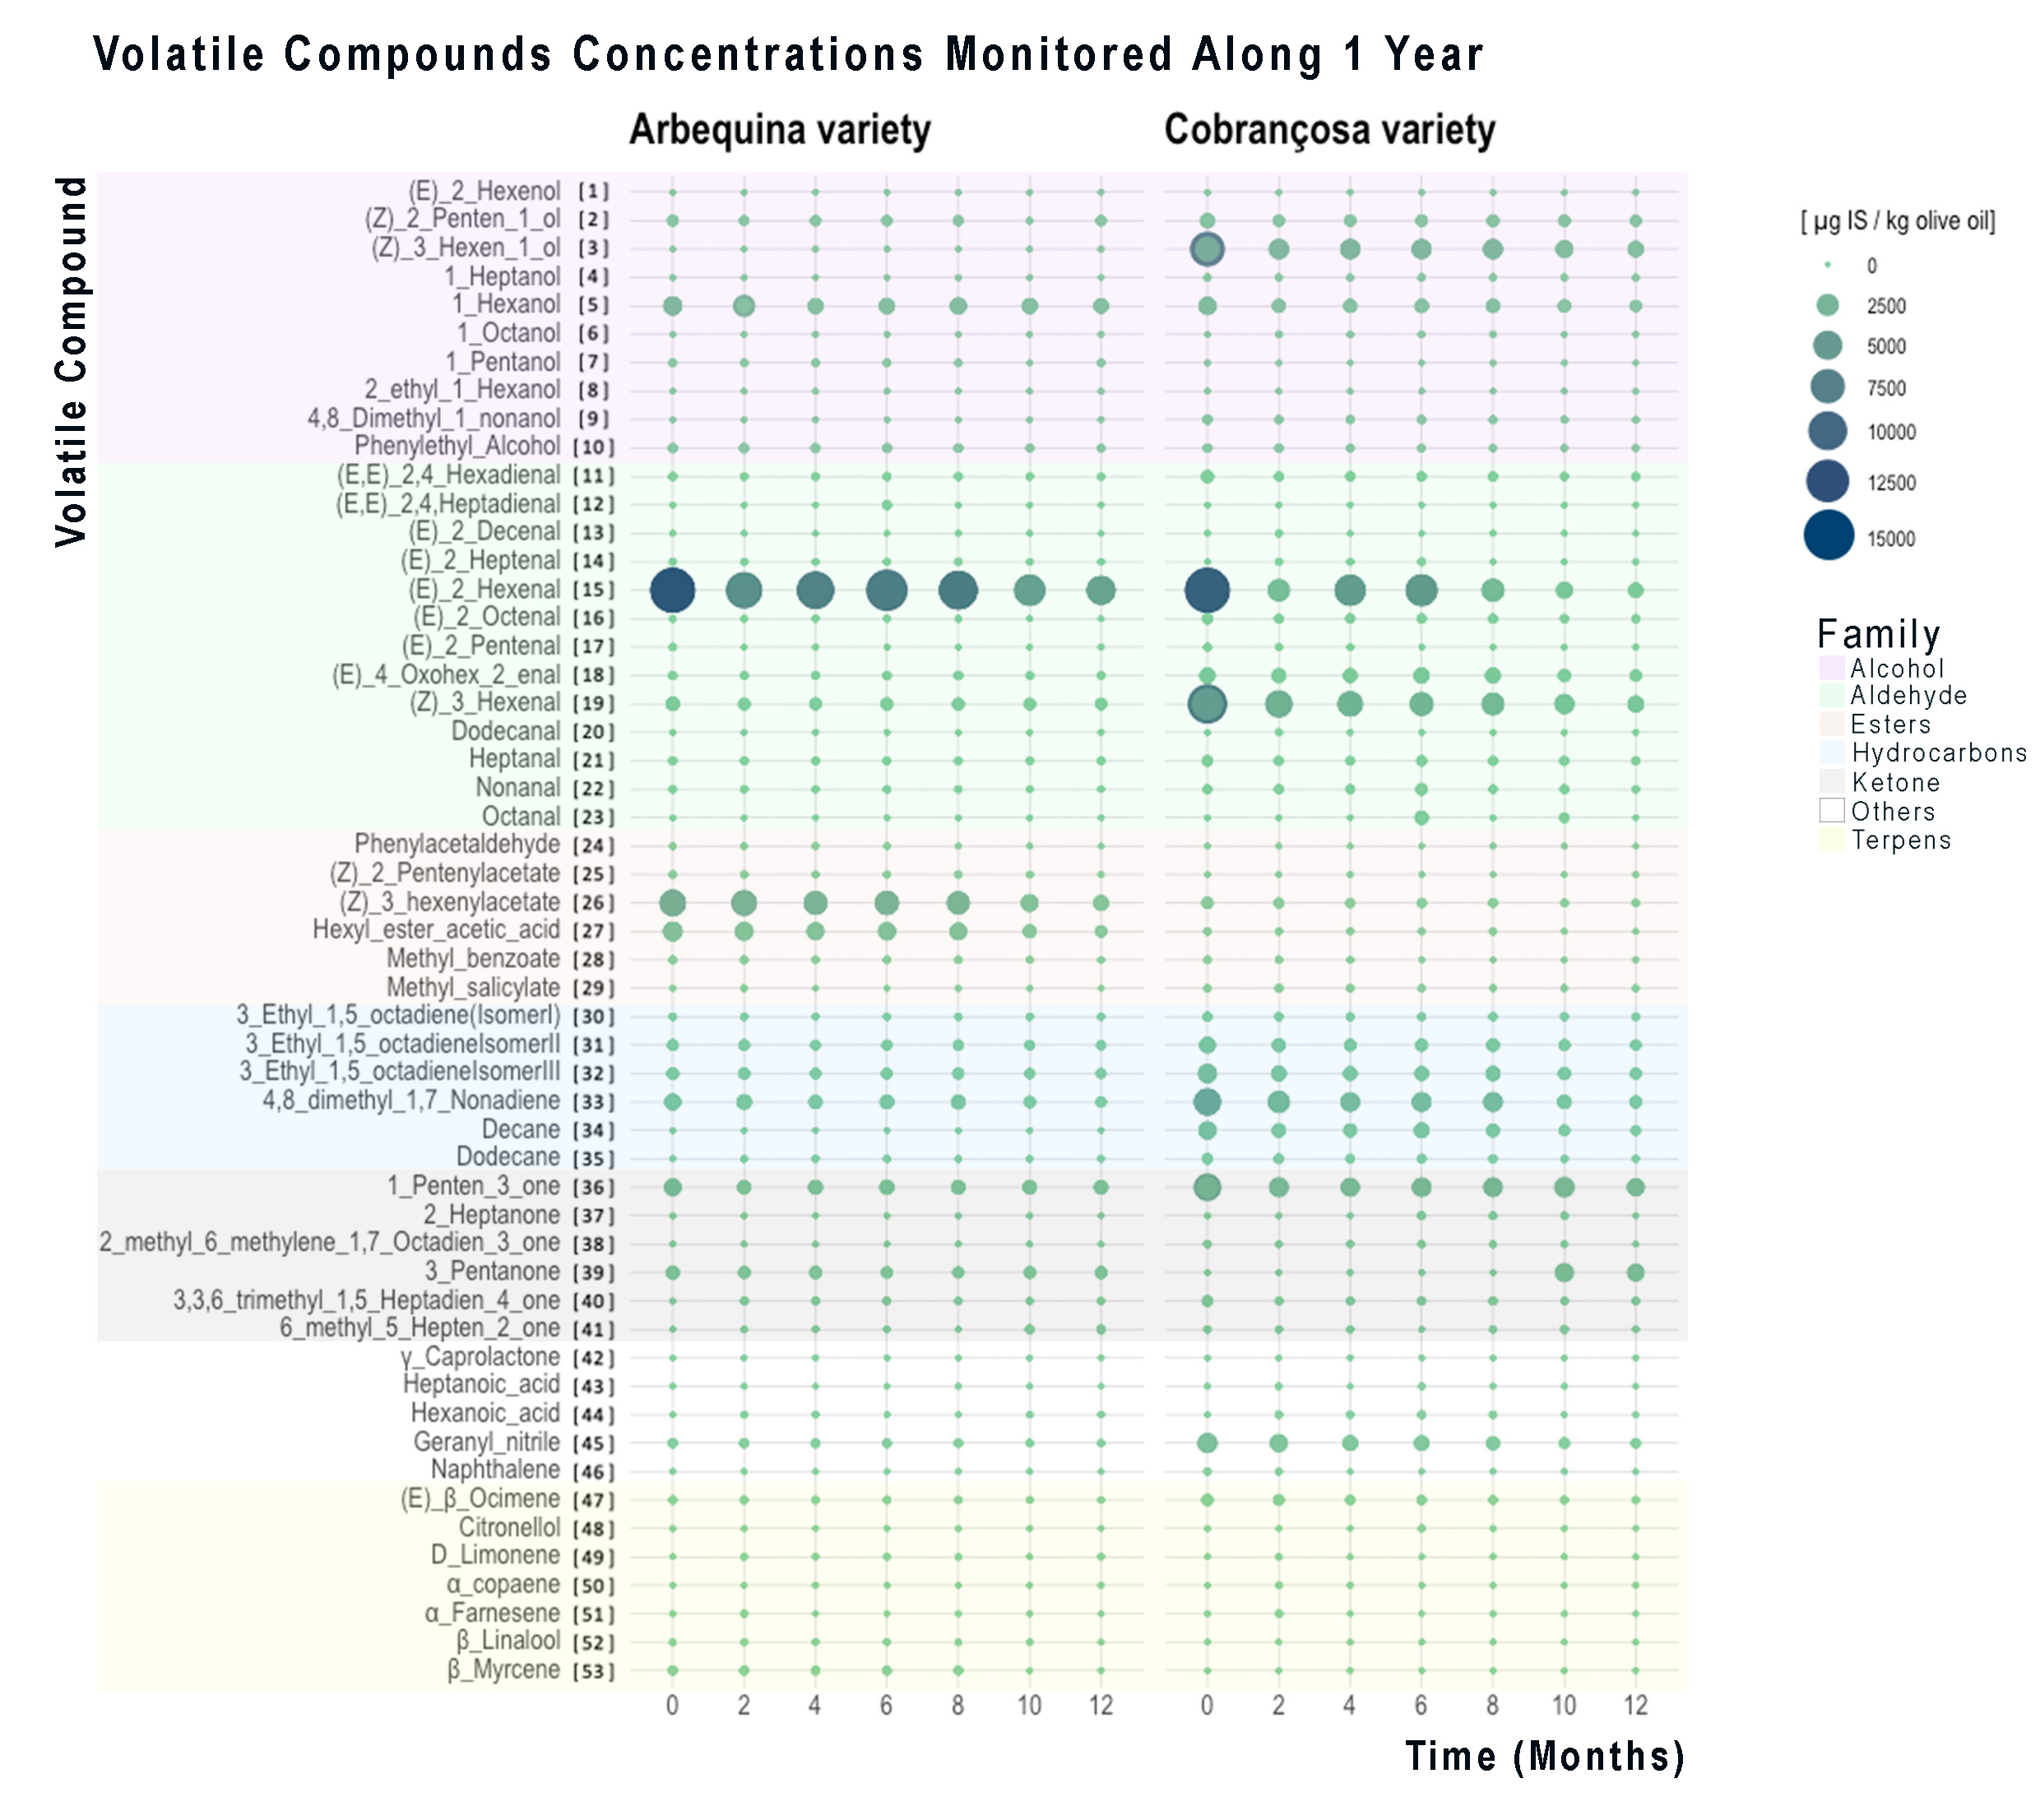 Volatile Compounds Concentrations Monitored Along 1 Year
Arbequina variety
Cobrançosa variety
Volatile Compound
(E)_2_Hexenol [1]
(Z)_2_Penten_1_ol [2]
(Z)_3_Hexen_1_ol [3]
1_Heptanol [4]
1_Hexanol [5]
1_Octanol [6]
1_Pentanol [7]
2_ethyl_1_Hexanol [8]
4,8_Dimethyl_1_nonanol [9]
Phenylethyl_Alcohol [10]
(E,E)_2,4_Hexadienal [11]
(E,E)_2,4,Heptadienal [12]
(E)_2_Decenal [13]
(E)_2_Heptenal [14]
(E)_2_Hexenal [15]
(E)_2_Octenal [16]
(E)_2_Pentenal [17]
(E)_4_Oxohex_2_enal [18]
(Z)_3_Hexenal [19]
Dodecanal [20]
Heptanal [21]
Nonanal [22]
Octanal [23]
Phenylacetaldehyde [24]
(Z)_2_Pentenylacetate [25]
(Z)_3_hexenylacetate [26]
Hexyl_ester_acetic_acid [27]
Methyl_benzoate [28]
Methyl_salicylate [29]
3_Ethyl_1,5_octadiene(IsomerI) [30]
3_Ethyl_1,5_octadieneIsomerII [31]
3_Ethyl_1,5_octadieneIsomerIII [32]
4,8_dimethyl_1,7_Nonadiene [33]
Decane [34]
Dodecane [35]
1_Penten_3_one [36]
2_Heptanone [37]
2_methyl_6_methylene_1,7_Octadien_3_one [38]
3_Pentanone [39]
3,3,6_trimethyl_1,5_Heptadien_4_one [40]
6_methyl_5_Hepten_2_one [41]
γ_Caprolactone [42]
Heptanoic_acid [43]
Hexanoic_acid [44]
Geranyl_nitrile [45]
Naphthalene [46]
(E)_β_Ocimene [47]
Citronellol [48]
D_Limonene [49]
α_copaene [50]
α_Farnesene [51]
β_Linalool [52]
β_Myrcene [53]
0 2 4 6 8 10 12
0 2 4 6 8 10 12
Time (Months)
[ µg IS / kg olive oil]
0
2500
5000
7500
10000
12500
15000
Family
Alcohol
Aldehyde
Esters
Hydrocarbons
Ketone
Others
Terpens